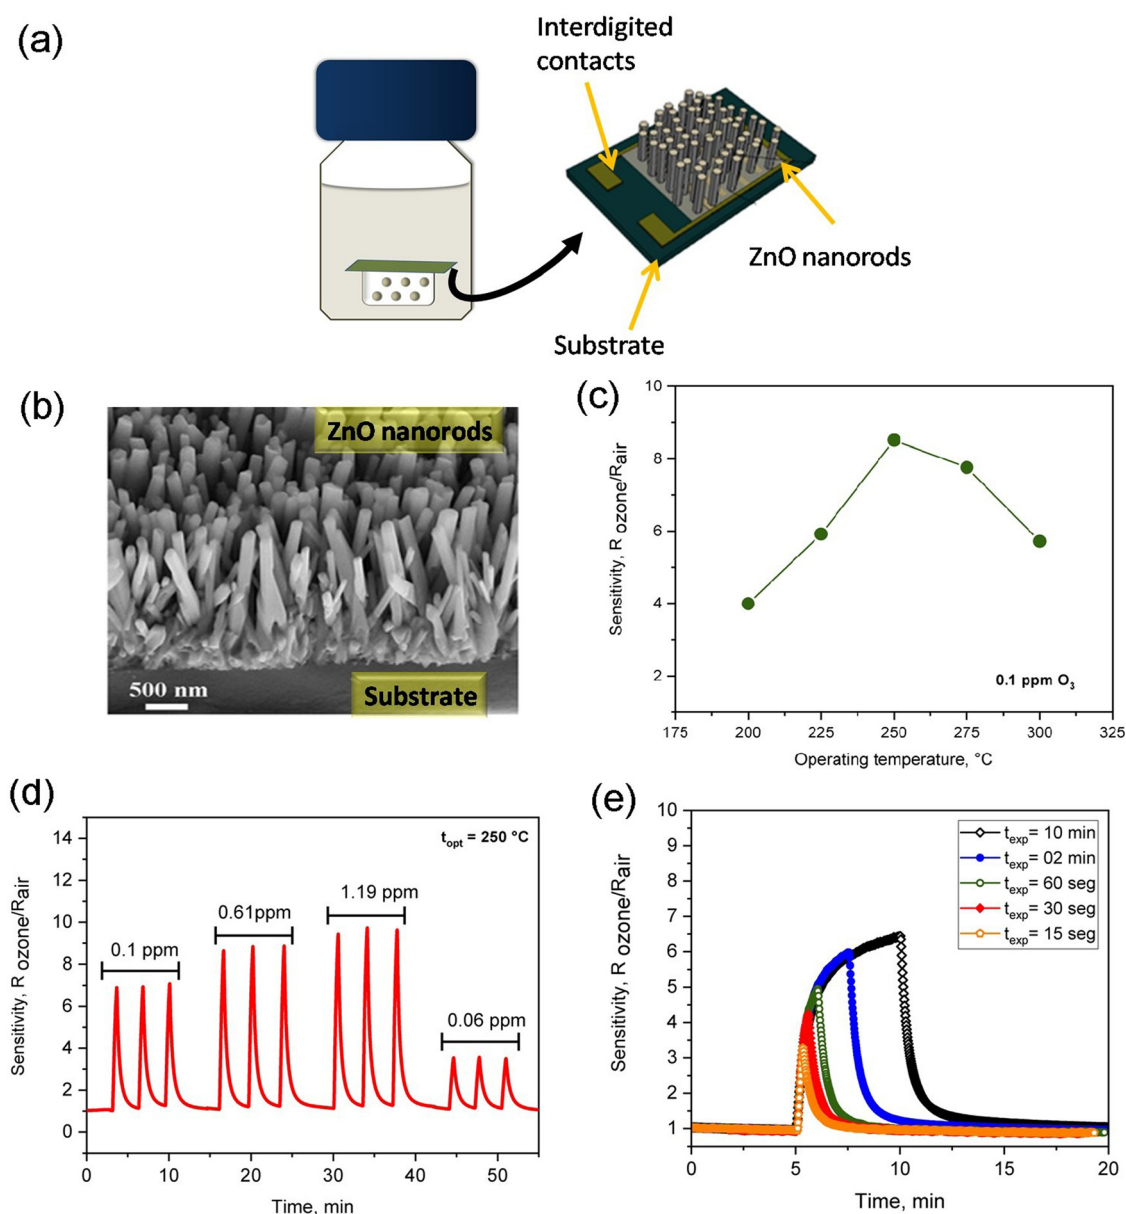 (a)
Interdigited
contacts
ZnO nanorods
Substrate
(b)
ZnO nanorods
500 nm
Substrate
(c)
10
8
6
4
2
Sensitivity, R ozone/Rair
0.1 ppm O3
175 200 225 250 275 300 325
Operating temperature, °C
(d)
topt = 250 °C
14
12
10
8
6
4
2
0
Sensitivity, R ozone/Rair
0.1 ppm
0.61ppm
1.19 ppm
0.06 ppm
0 10 20 30 40 50
Time, min
(e)
10
9
8
7
6
5
4
3
2
1
Sensitivity, R ozone/Rair
texp= 10 min
texp= 02 min
texp= 60 seg
texp= 30 seg
texp= 15 seg
0 5 10 15 20
Time, min